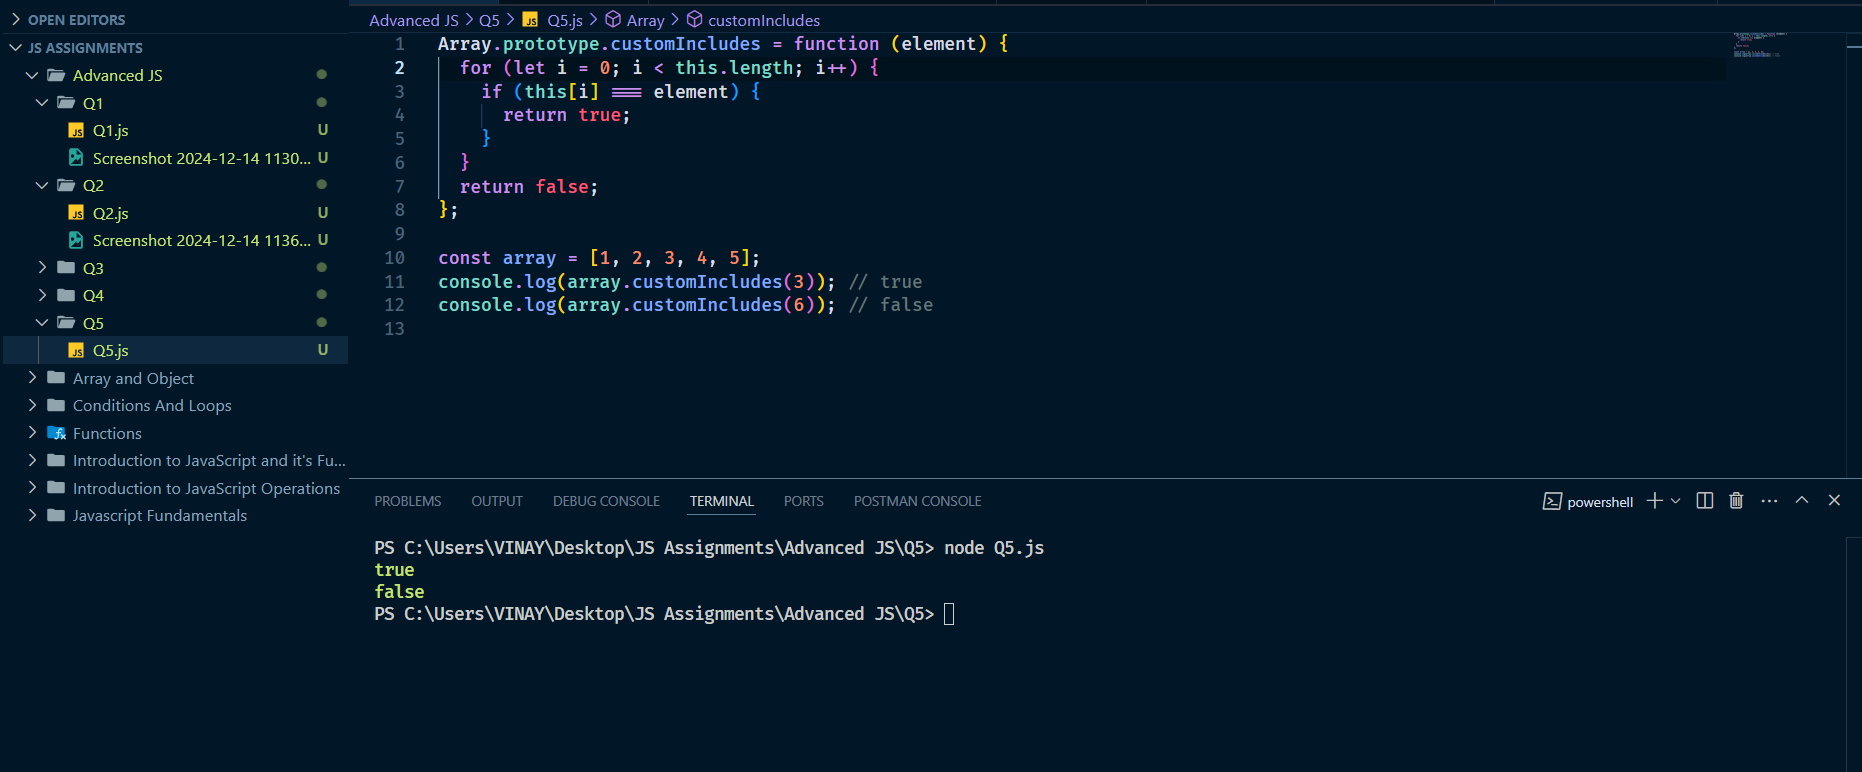 OPEN EDITORS
JS ASSIGNMENTS
Advanced JS
Q1
Q1.js U
Screenshot 2024-12-14 1130... U
Q2
Q2.js U
Screenshot 2024-12-14 1136... U
Q3
Q4
Q5
Q5.js U
Array and Object
Conditions And Loops
Functions
Introduction to JavaScript and it's Fu...
Introduction to JavaScript Operations
Javascript Fundamentals
Advanced JS > Q5 > JS Q5.js > Array > customIncludes
1 Array.prototype.customIncludes = function (element) {
2 for (let i = 0; i < this.length; i++) {
3 if (this[i] === element) {
4 return true;
5 }
6 }
7 return false;
8 };
9
10 const array = [1, 2, 3, 4, 5];
11 console.log(array.customIncludes(3)); // true
12 console.log(array.customIncludes(6)); // false
13
PROBLEMS OUTPUT DEBUG CONSOLE TERMINAL PORTS POSTMAN CONSOLE powershell
PS C:\Users\VINAY\Desktop\JS Assignments\Advanced JS\Q5> node Q5.js
true
false
PS C:\Users\VINAY\Desktop\JS Assignments\Advanced JS\Q5>